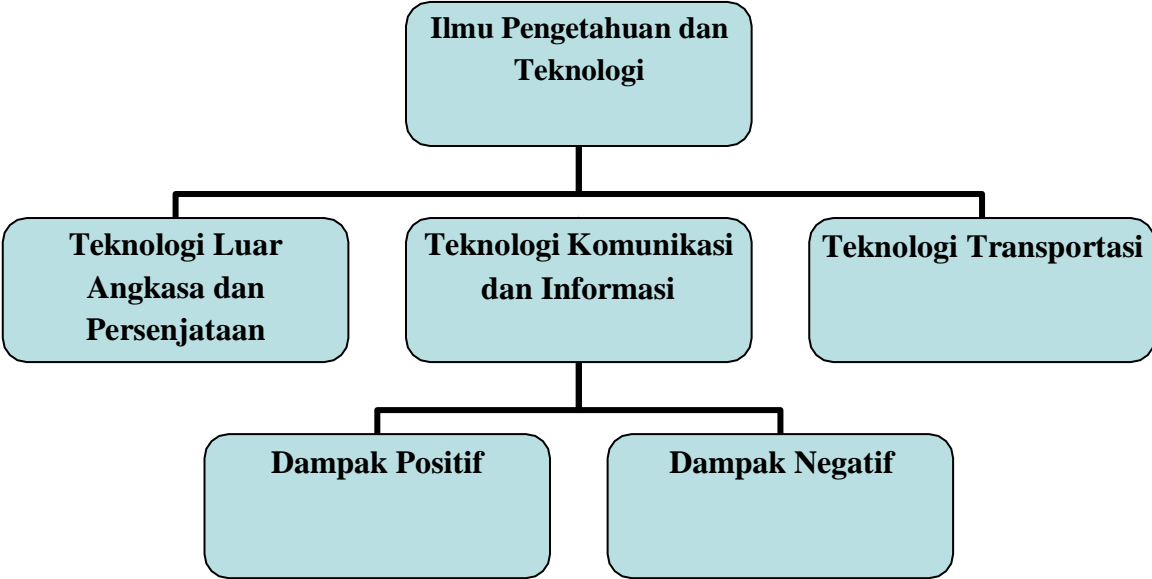 Ilmu Pengetahuan dan
Teknologi
Teknologi Luar
Angkasa dan
Persenjataan
Teknologi Komunikasi
dan Informasi
Teknologi Transportasi
Dampak Positif
Dampak Negatif